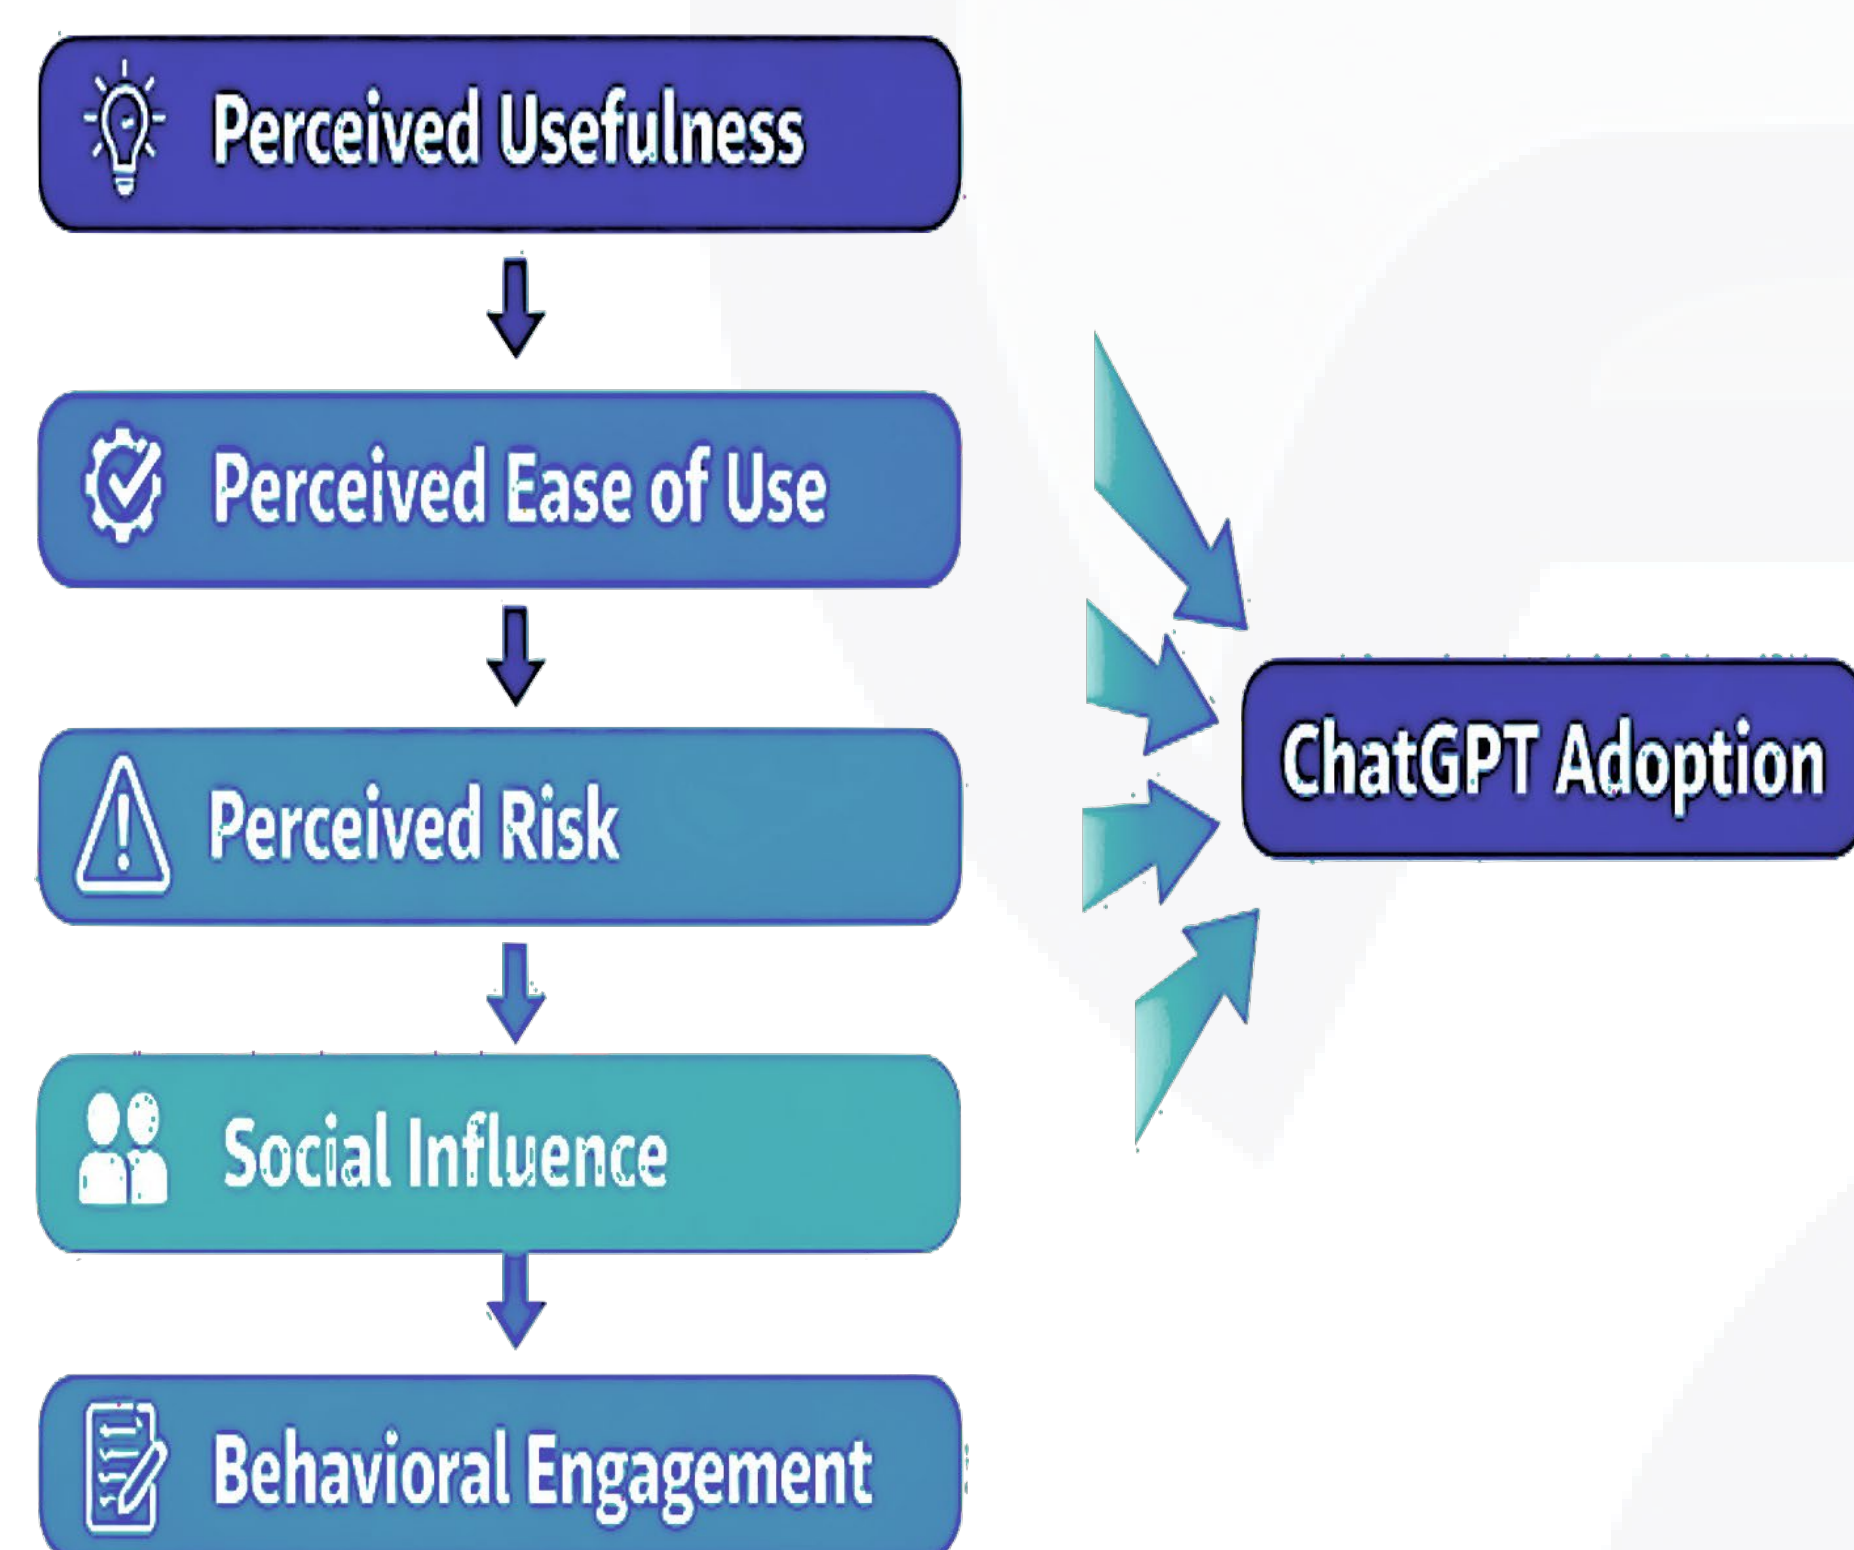 Perceived Usefulness
Perceived Ease of Use
Perceived Risk
Social Influence
Behavioral Engagement
ChatGPT Adoption